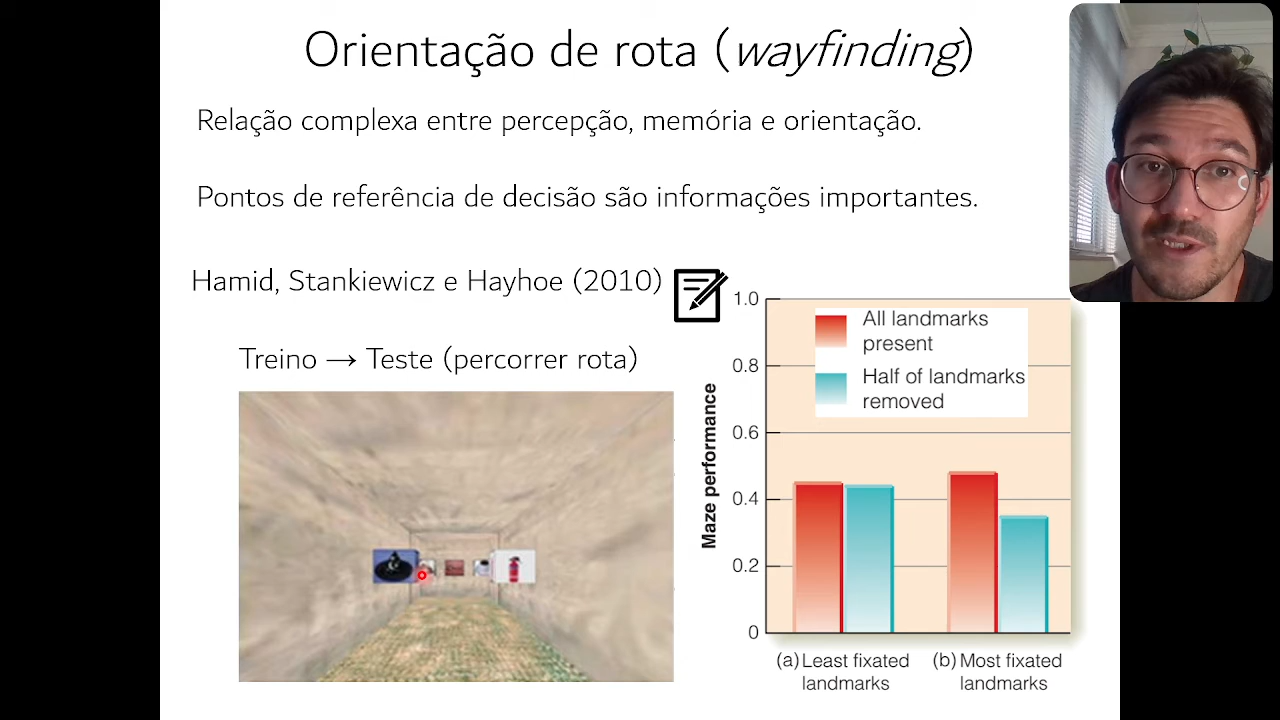 Orientação de rota (wayfinding)
Relação complexa entre percepção, memória e orientação.
Pontos de referência de decisão são informações importantes.
Hamid, Stankiewicz e Hayhoe (2010)
Treino → Teste (percorrer rota)
Maze performance
1.0
0.8
0.6
0.4
0.2
0
All landmarks
present
Half of landmarks
removed
(a) Least fixated
landmarks
(b) Most fixated
landmarks